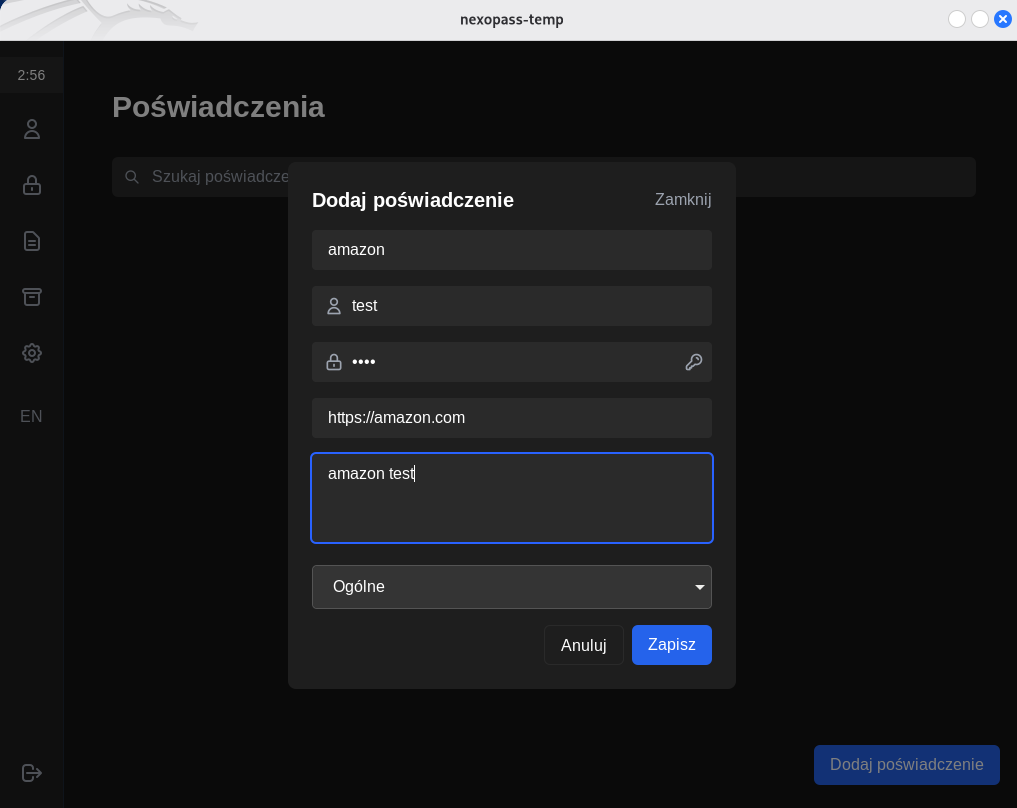 nexopass-temp
2:56
Poświadczenia
Szukaj poświadcze
Dodaj poświadczenie
Zamknij
amazon
test
••••
https://amazon.com
amazon test
Ogólne
Anuluj
Zapisz
EN
Dodaj poświadczenie